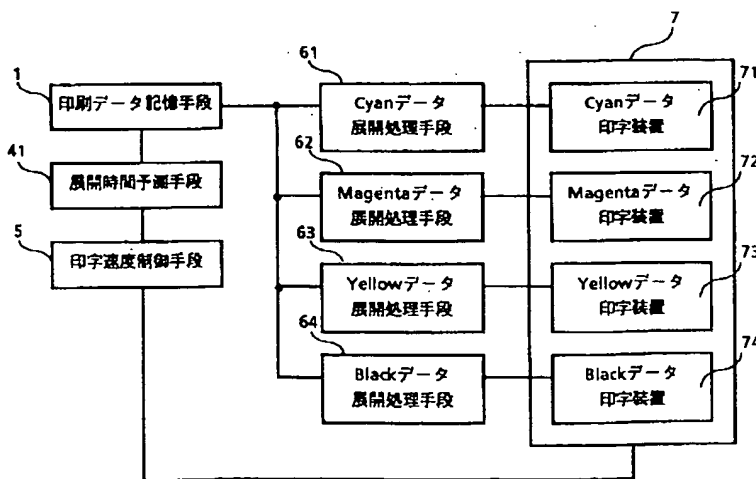 7
61
1
印刷データ記憶手段
Cyanデータ
展開処理手段
Cyanデータ
印字装置
71
41
展開時間予測手段
62
Magentaデータ
展開処理手段
Magentaデータ
印字装置
72
5
印字速度制御手段
63
Yellowデータ
展開処理手段
Yellowデータ
印字装置
73
64
Blackデータ
展開処理手段
Blackデータ
印字装置
74